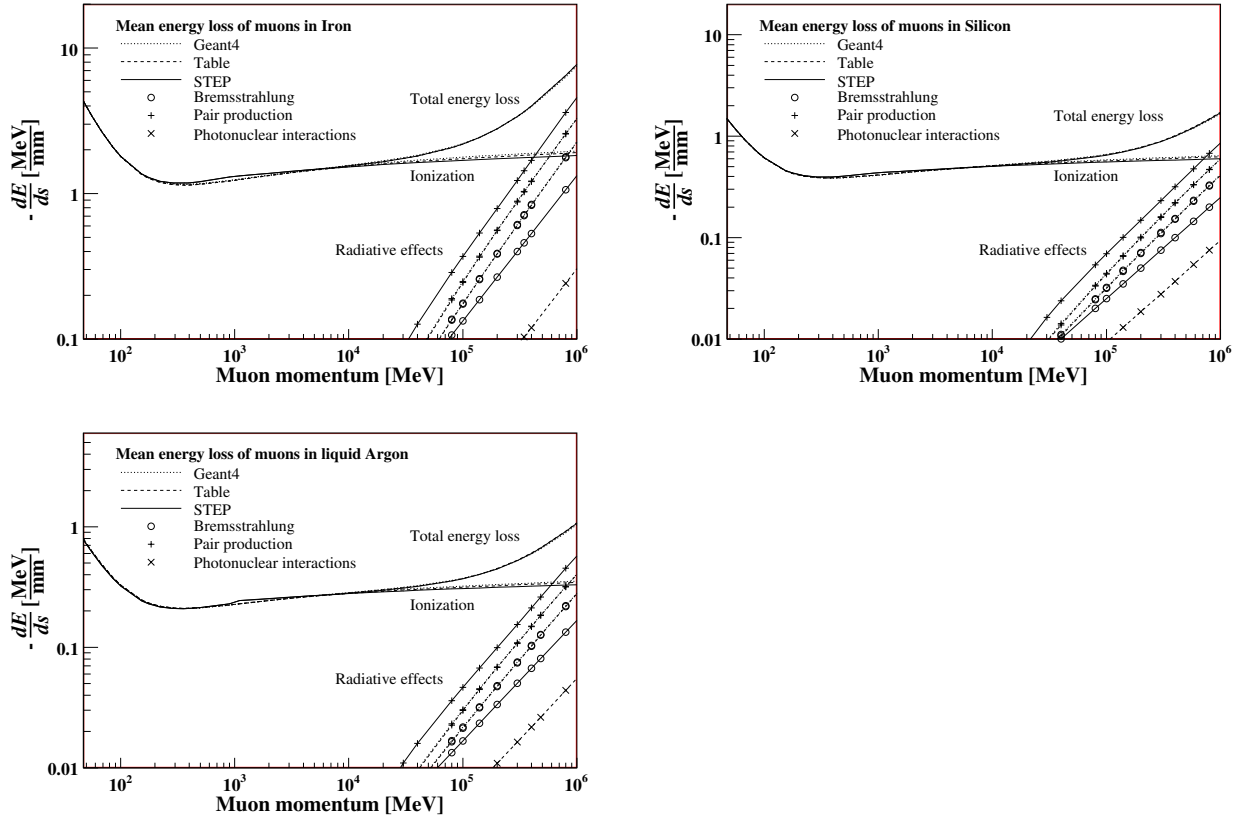 Mean energy loss of muons in Iron
Geant4
Table
STEP
Bremsstrahlung
Pair production
Photonuclear interactions
Total energy loss
Ionization
Radiative effects
10
1
0.1
10²
10³
10⁴
10⁵
10⁶
Muon momentum [MeV]
- dE/ds [MeV/mm]
Mean energy loss of muons in Silicon
Geant4
Table
STEP
Bremsstrahlung
Pair production
Photonuclear interactions
Total energy loss
Ionization
Radiative effects
10
1
0.1
0.01
10²
10³
10⁴
10⁵
10⁶
Muon momentum [MeV]
- dE/ds [MeV/mm]
Mean energy loss of muons in liquid Argon
Geant4
Table
STEP
Bremsstrahlung
Pair production
Photonuclear interactions
Total energy loss
Ionization
Radiative effects
1
0.1
0.01
10²
10³
10⁴
10⁵
10⁶
Muon momentum [MeV]
- dE/ds [MeV/mm]